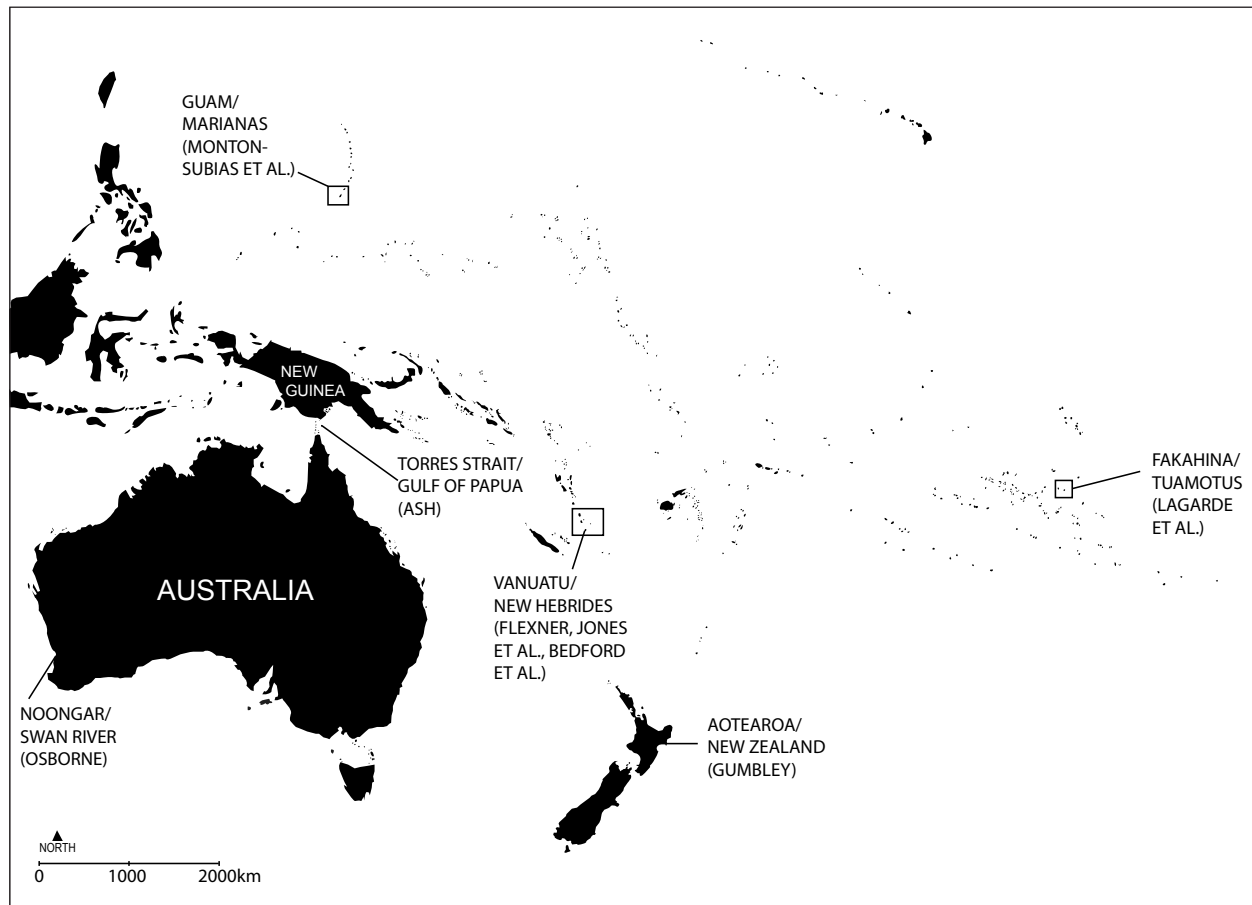 GUAM/
MARIANAS
(MONTON-
SUBIAS ET AL.)
NEW
GUINEA
TORRES STRAIT/
GULF OF PAPUA
(ASH)
FAKAHINA/
TUAMOTUS
(LAGARDE
ET AL.)
AUSTRALIA
VANUATU/
NEW HEBRIDES
(FLEXNER, JONES
ET AL., BEDFORD
ET AL.)
NOONGAR/
SWAN RIVER
(OSBORNE)
AOTEAROA/
NEW ZEALAND
(GUMBLEY)
NORTH
0 1000 2000km